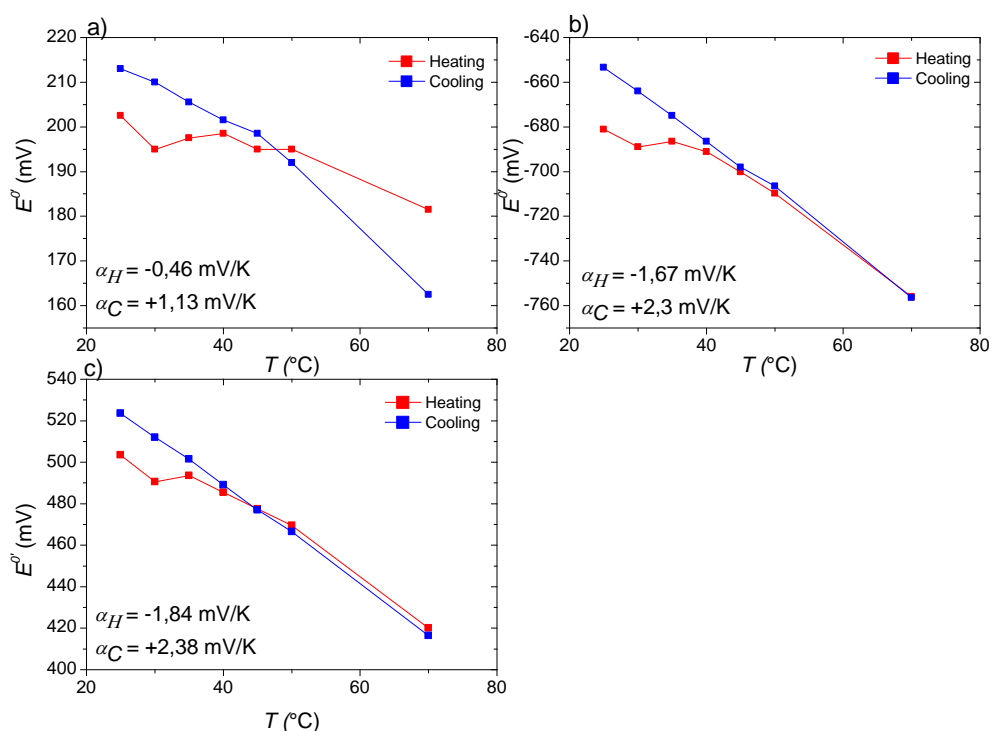 a)
220
210
200
190
180
170
160
20
40
60
80
E0' (mV)
T (°C)
Heating
Cooling
αH = -0,46 mV/K
αC = +1,13 mV/K
b)
-640
-660
-680
-700
-720
-740
-760
20
40
60
80
E0' (mV)
T (°C)
Heating
Cooling
αH = -1,67 mV/K
αC = +2,3 mV/K
c)
540
520
500
480
460
440
420
400
20
40
60
80
E0' (mV)
T (°C)
Heating
Cooling
αH = -1,84 mV/K
αC = +2,38 mV/K